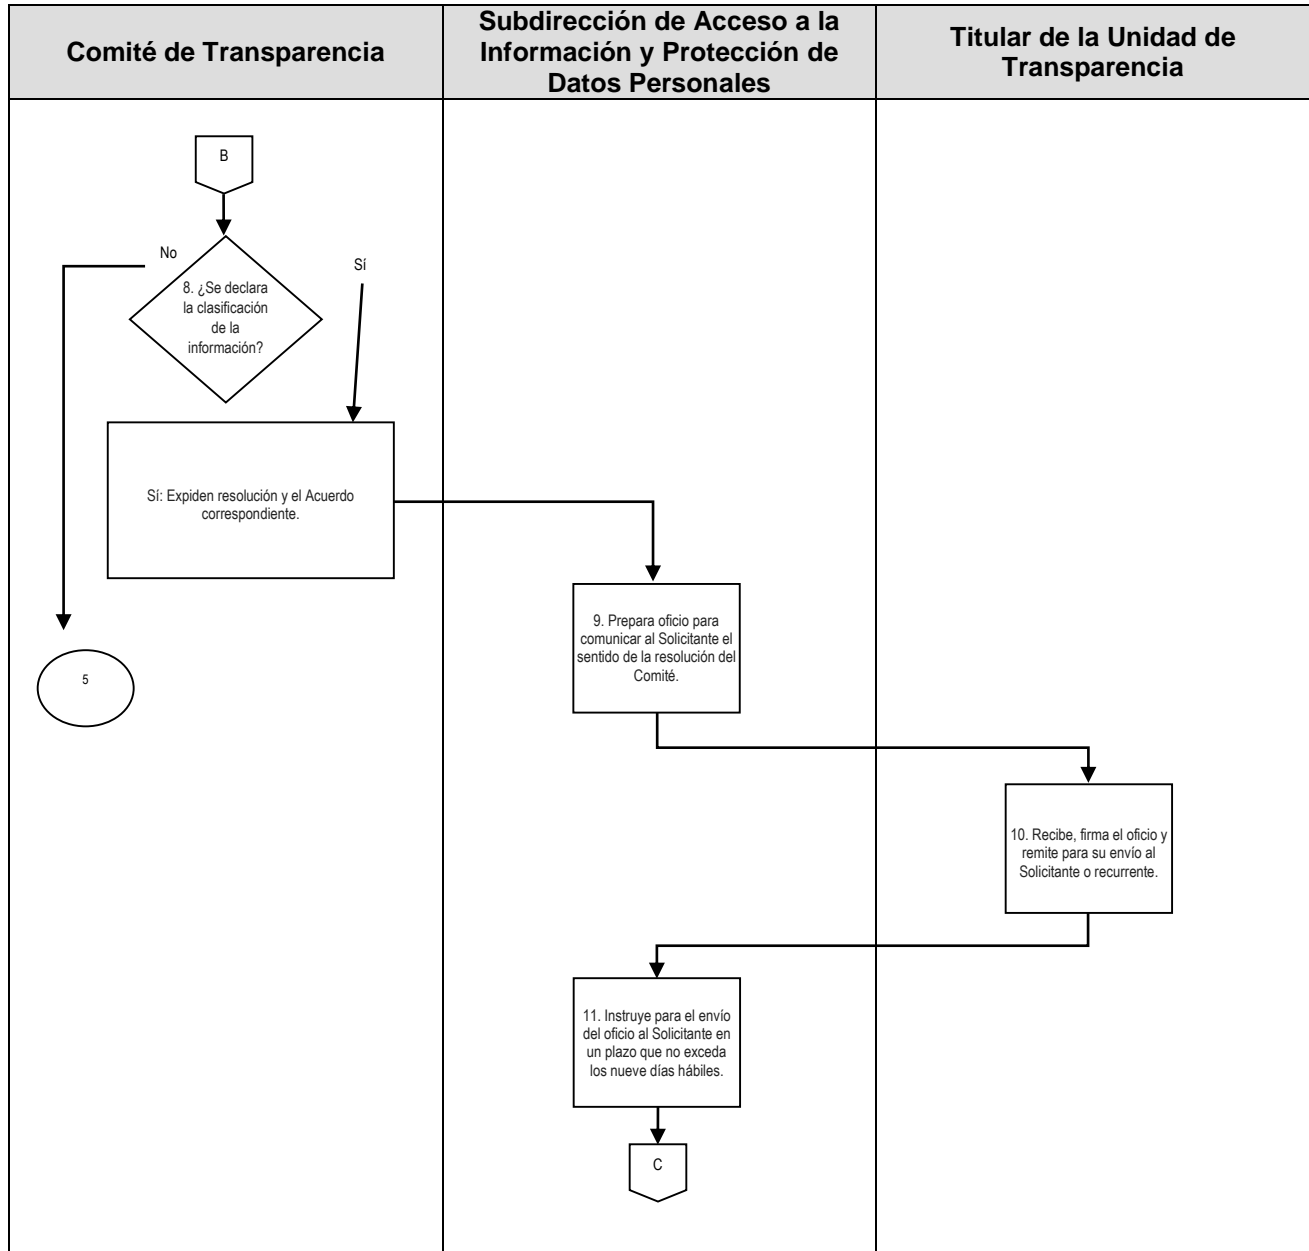 Comité de Transparencia
Subdirección de Acceso a la
Información y Protección de
Datos Personales
Titular de la Unidad de
Transparencia
B
No
Sí
8. ¿Se declara
la clasificación
de la
información?
Sí: Expiden resolución y el Acuerdo
correspondiente.
9. Prepara oficio para
comunicar al Solicitante el
sentido de la resolución del
Comité.
5
10. Recibe, firma el oficio y
remite para su envío al
Solicitante o recurrente.
11. Instruye para el envío
del oficio al Solicitante en
un plazo que no exceda
los nueve días hábiles.
C